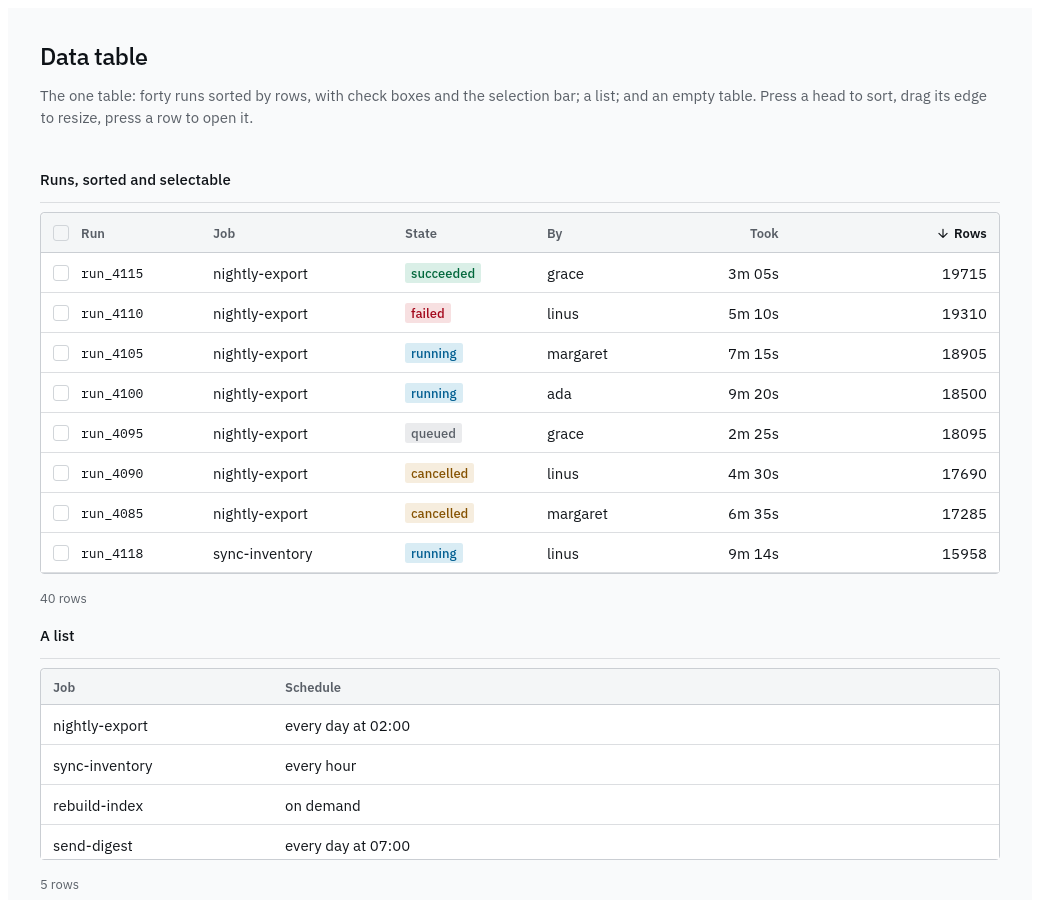 Data table
The one table: forty runs sorted by rows, with check boxes and the selection bar; a list; and an empty table. Press a head to sort, drag its edge
to resize, press a row to open it.
Runs, sorted and selectable
Run Job State By Took ↓ Rows
run_4115 nightly-export succeeded grace 3m 05s 19715
run_4110 nightly-export failed linus 5m 10s 19310
run_4105 nightly-export running margaret 7m 15s 18905
run_4100 nightly-export running ada 9m 20s 18500
run_4095 nightly-export queued grace 2m 25s 18095
run_4090 nightly-export cancelled linus 4m 30s 17690
run_4085 nightly-export cancelled margaret 6m 35s 17285
run_4118 sync-inventory running linus 9m 14s 15958
40 rows
A list
Job Schedule
nightly-export every day at 02:00
sync-inventory every hour
rebuild-index on demand
send-digest every day at 07:00
5 rows